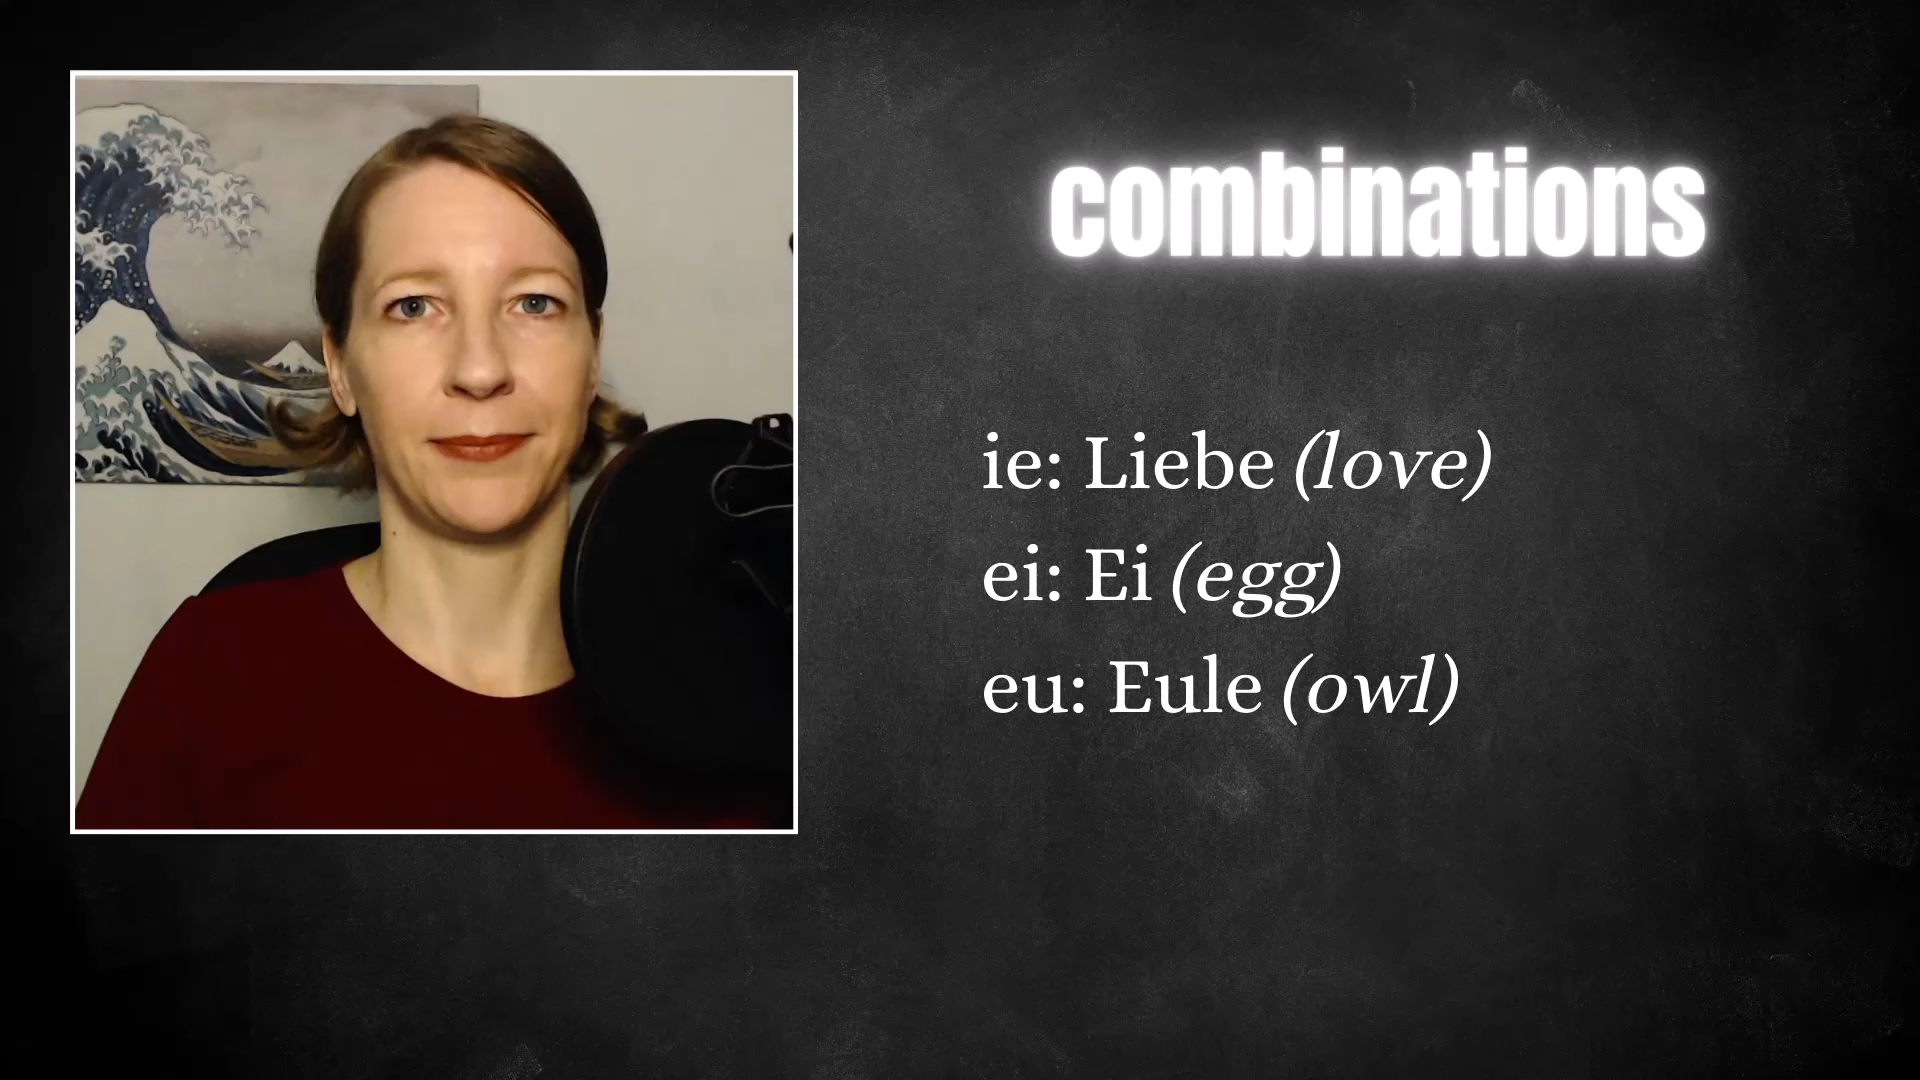 combinations
ie: Liebe (love)
ei: Ei (egg)
eu: Eule (owl)